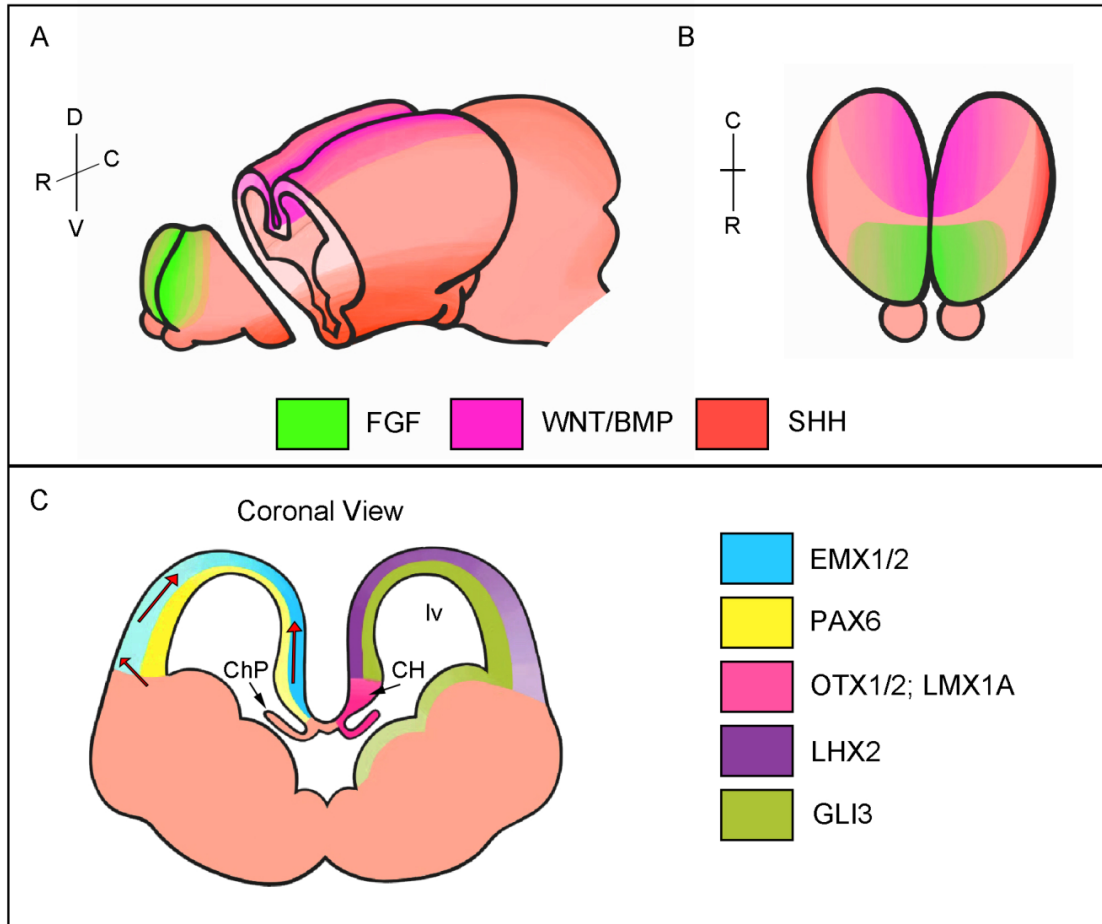 A
B
D
C
R
V
C
R
FGF
WNT/BMP
SHH
C
Coronal View
lv
ChP
CH
EMX1/2
PAX6
OTX1/2; LMX1A
LHX2
GLI3